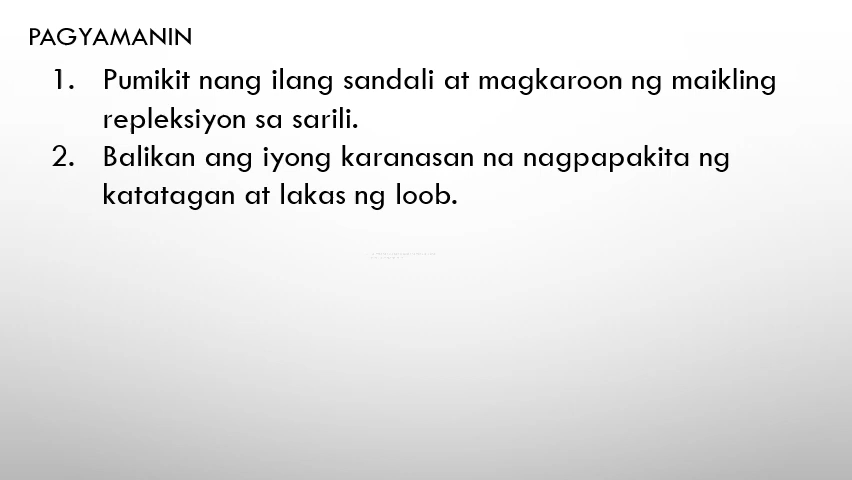 PAGYAMANIN
1. Pumikit nang ilang sandali at magkaroon ng maikling
repleksiyon sa sarili.
2. Balikan ang iyong karanasan na nagpapakita ng
katatagan at lakas ng loob.